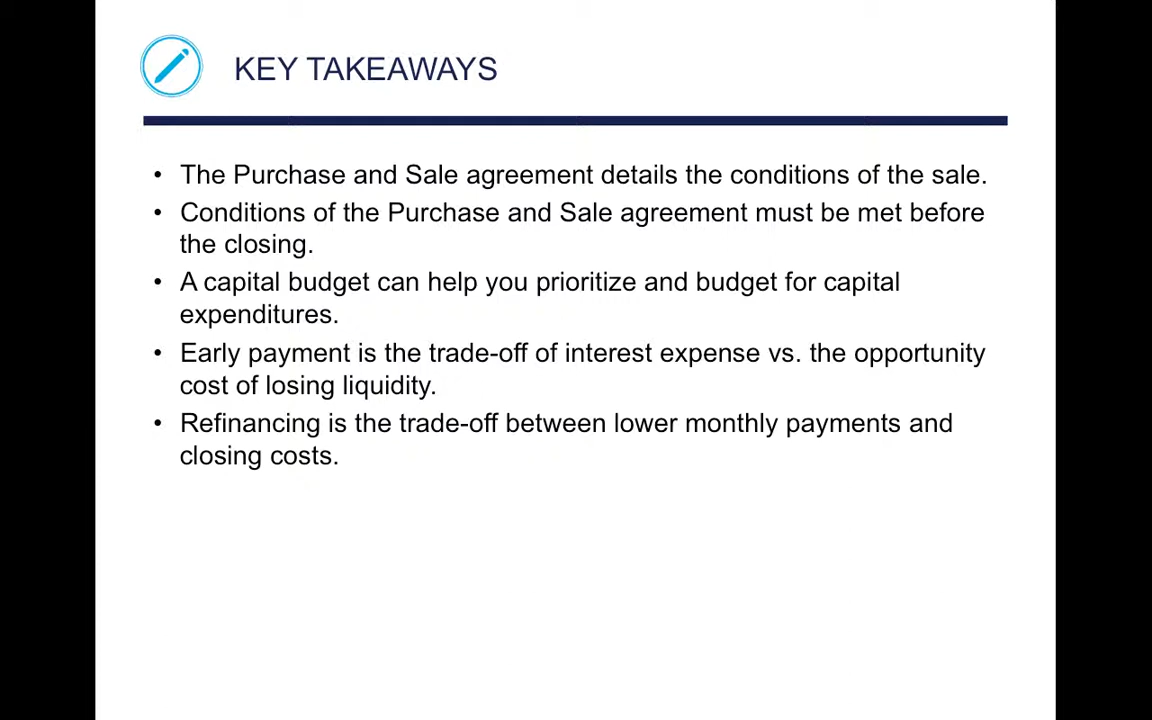 KEY TAKEAWAYS
• The Purchase and Sale agreement details the conditions of the sale.
• Conditions of the Purchase and Sale agreement must be met before
the closing.
• A capital budget can help you prioritize and budget for capital
expenditures.
• Early payment is the trade-off of interest expense vs. the opportunity
cost of losing liquidity.
• Refinancing is the trade-off between lower monthly payments and
closing costs.